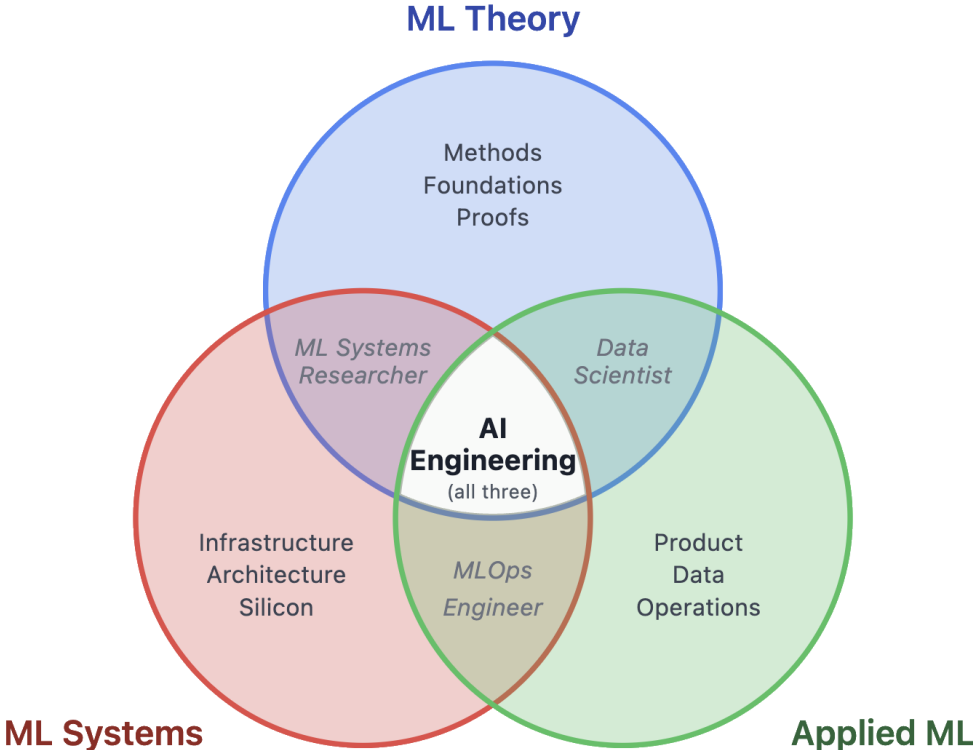 ML Theory
Methods
Foundations
Proofs
ML Systems
Researcher
Data
Scientist
AI
Engineering
(all three)
Infrastructure
Architecture
Silicon
MLOps
Engineer
Product
Data
Operations
ML Systems
Applied ML